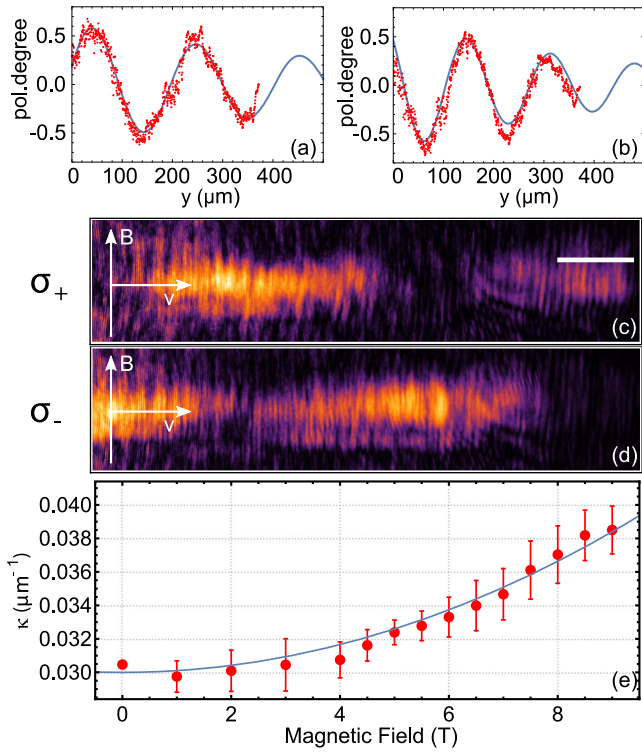 pol.degree
0.5
0.0
-0.5
(a)
0 100 200 300 400
y (μm)
pol.degree
0.5
0.0
-0.5
(b)
0 100 200 300 400
y (μm)
σ+
B
v
(c)
σ-
B
v
(d)
κ (μm⁻¹)
0.040
0.038
0.036
0.034
0.032
0.030
(e)
0 2 4 6 8
Magnetic Field (T)